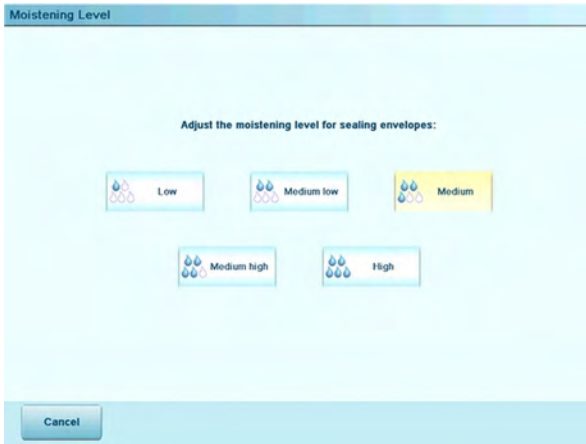 Moistening Level
Adjust the moistening level for sealing envelopes:
Low
Medium low
Medium
Medium high
High
Cancel